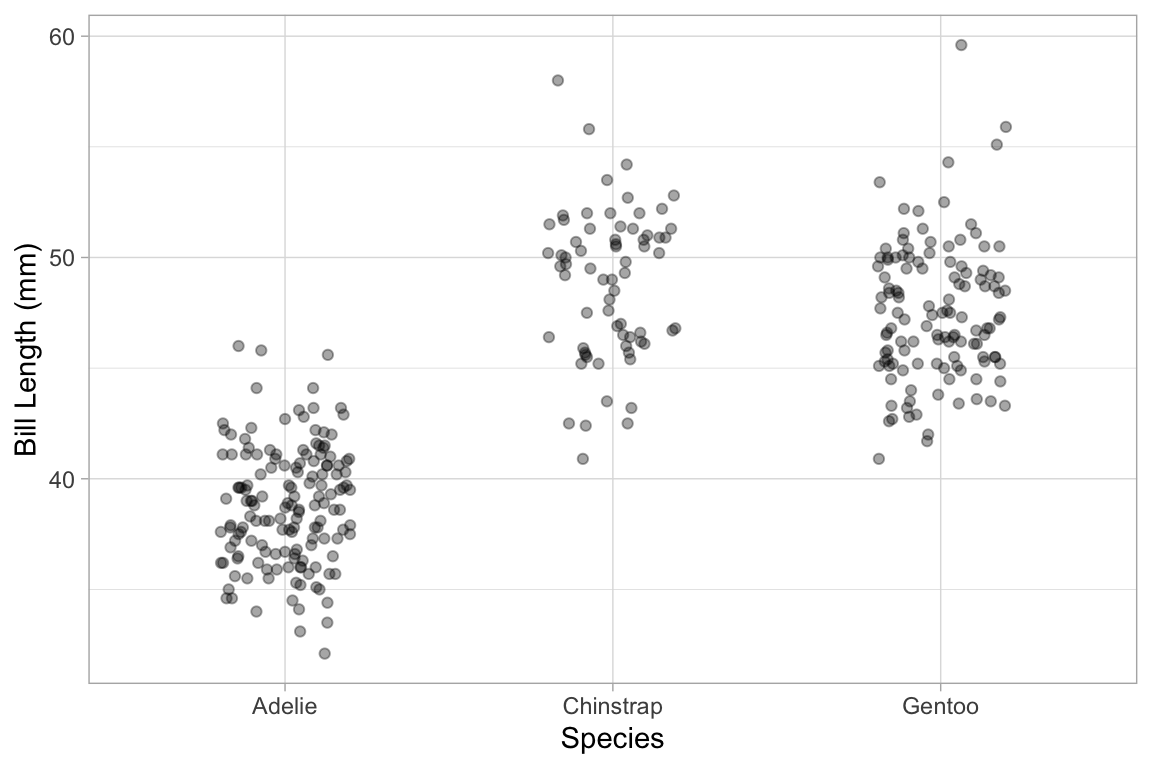 60
50
40
Bill Length (mm)
Adelie
Chinstrap
Gentoo
Species